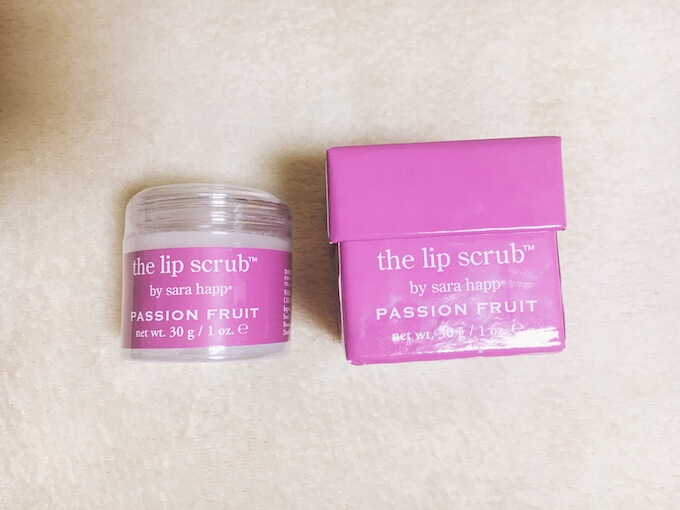 the lip scrub™
by sara happ®
PASSION FRUIT
net wt. 30 g / 1 oz. ℮
the lip scrub™
by sara happ®
PASSION FRUIT
net wt. 30 g / 1 oz. ℮